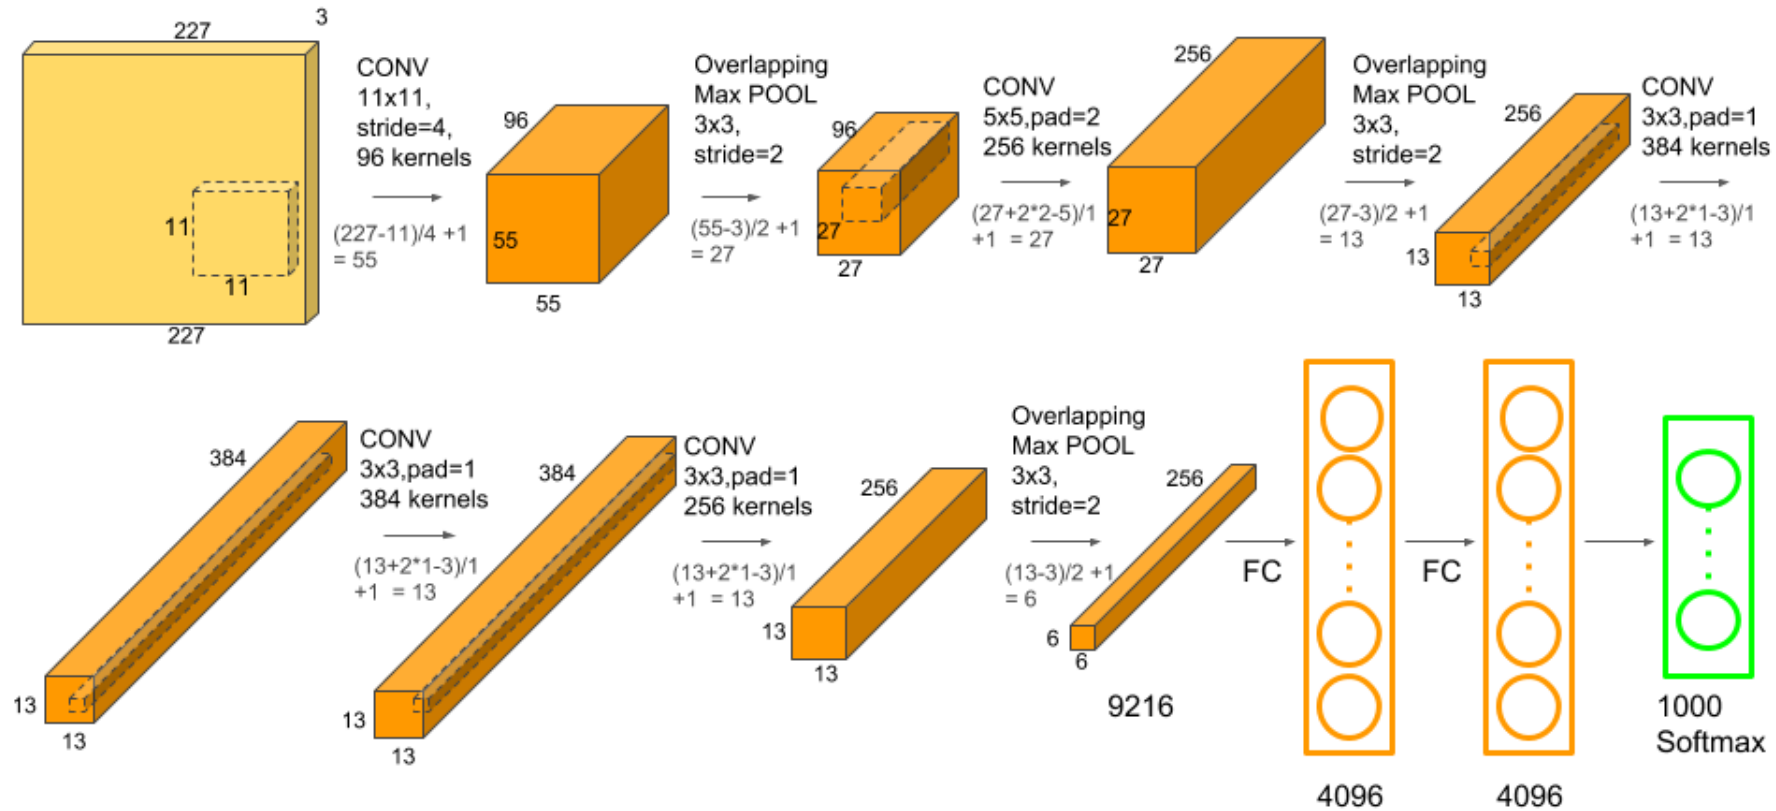 227
3
11
11
227
CONV
11x11,
stride=4,
96 kernels
(227-11)/4 +1
= 55
96
55
55
Overlapping
Max POOL
3x3,
stride=2
(55-3)/2 +1
= 27
96
27
27
CONV
5x5,pad=2
256 kernels
(27+2*2-5)/1
+1 = 27
256
27
27
Overlapping
Max POOL
3x3,
stride=2
(27-3)/2 +1
= 13
256
13
13
CONV
3x3,pad=1
384 kernels
(13+2*1-3)/1
+1 = 13
384
13
13
CONV
3x3,pad=1
384 kernels
(13+2*1-3)/1
+1 = 13
384
13
13
CONV
3x3,pad=1
256 kernels
(13+2*1-3)/1
+1 = 13
256
13
13
Overlapping
Max POOL
3x3,
stride=2
(13-3)/2 +1
= 6
256
6
6
9216
FC
4096
FC
4096
1000
Softmax